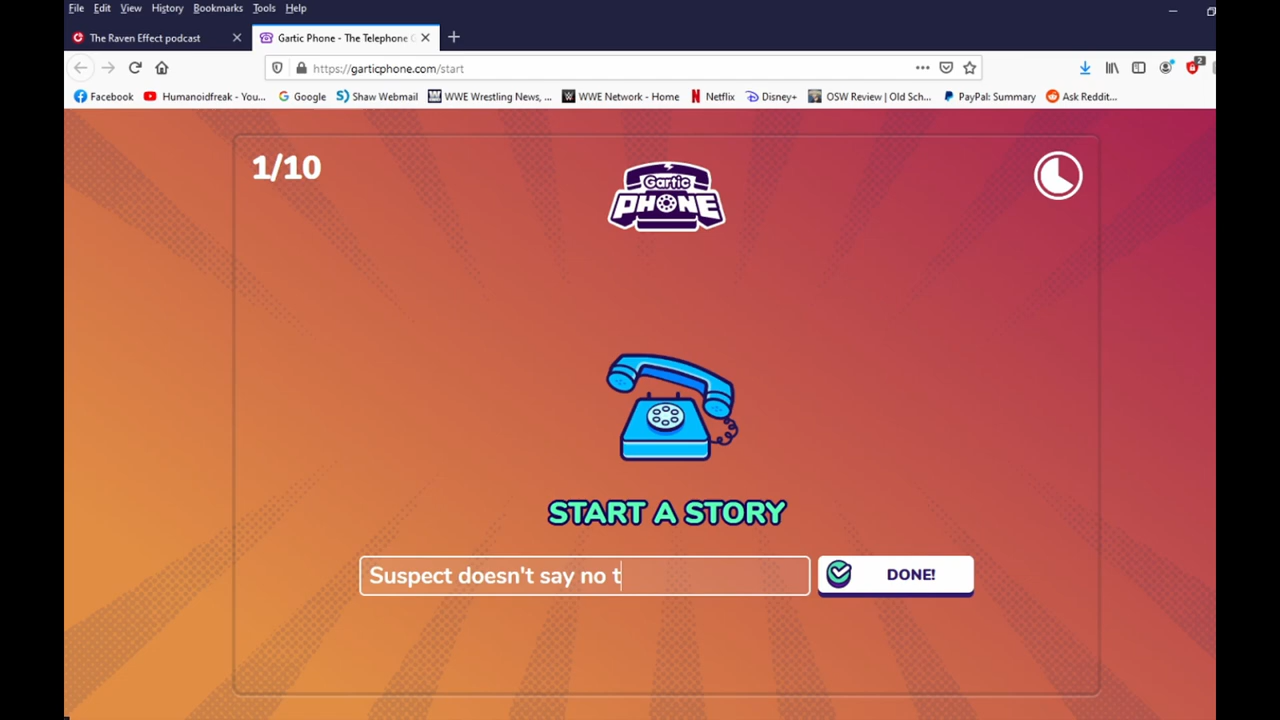 File Edit View History Bookmarks Tools Help
The Raven Effect podcast
Gartic Phone - The Telephone G
https://garticphone.com/start
Facebook Humanoidfreak - You... Google Shaw Webmail WWE Wrestling News, ... WWE Network - Home Netflix Disney+ OSW Review | Old Sch... PayPal: Summary Ask Reddit...
2
1/10
Gartic
PHONE
START A STORY
Suspect doesn't say no t
DONE!